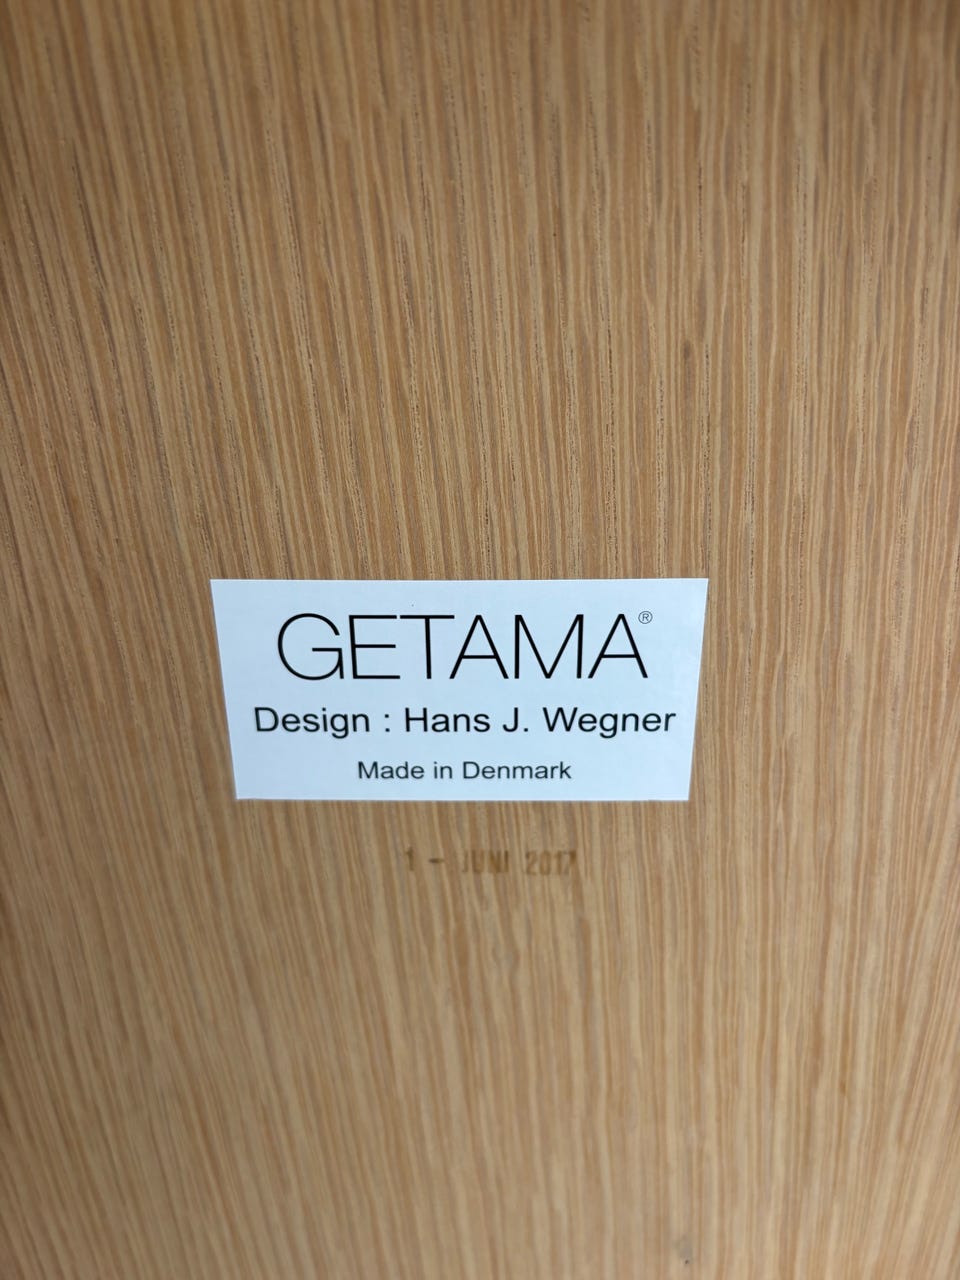 GETAMA®
Design : Hans J. Wegner
Made in Denmark
1 - JUNI 2017